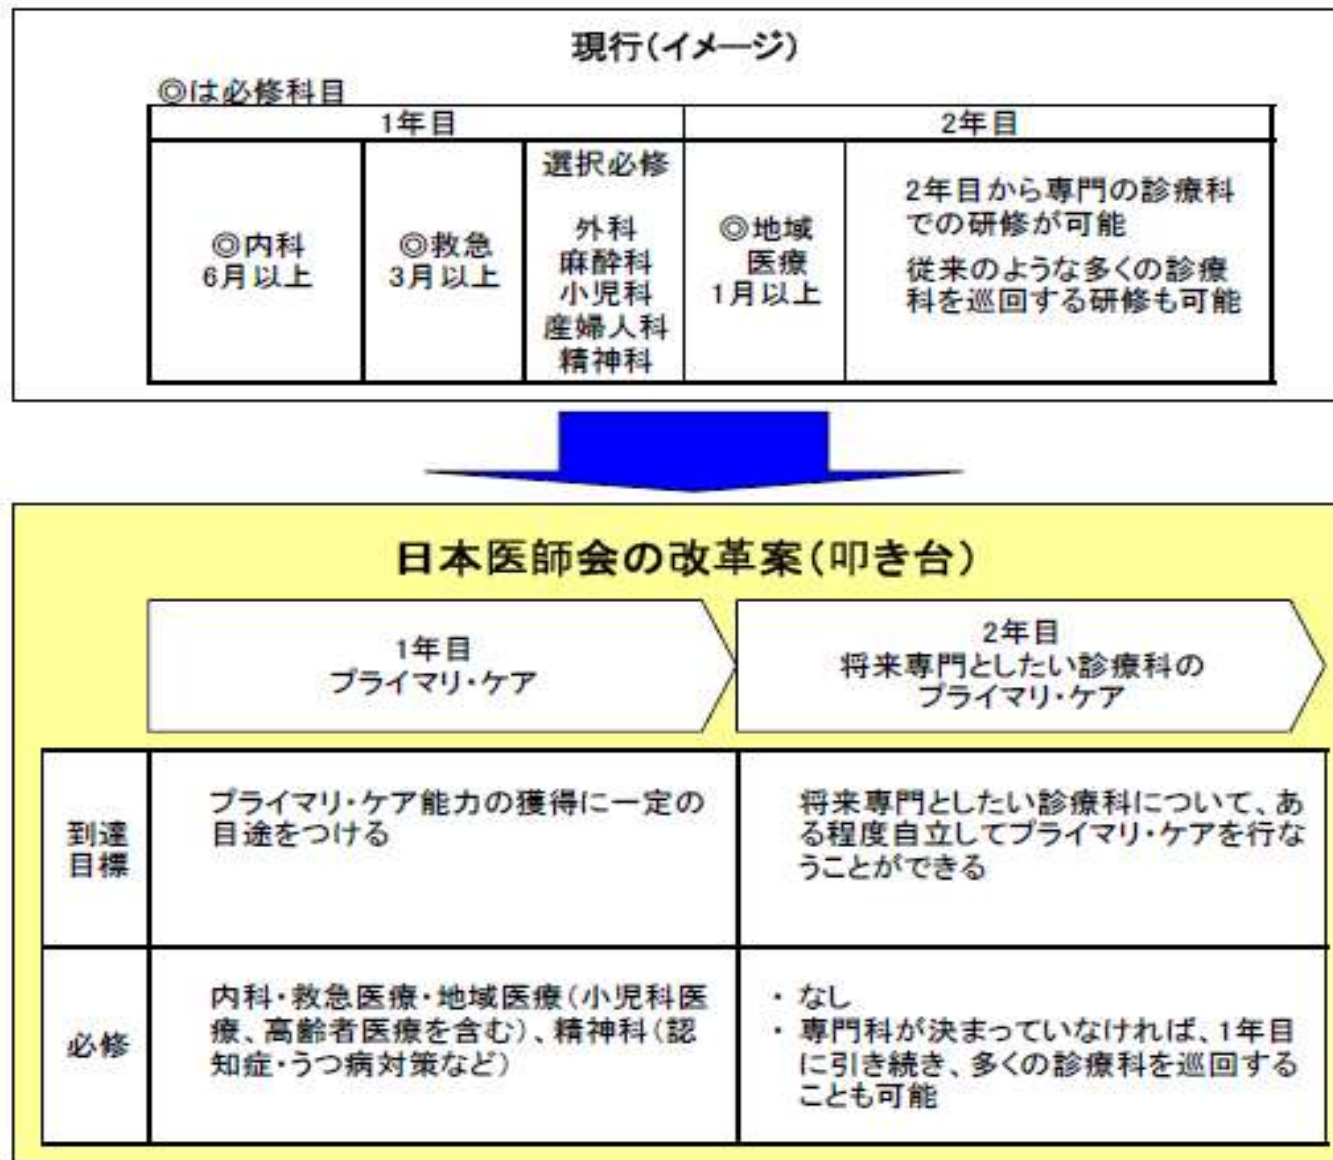 現行(イメージ)
◎は必修科目
1年目
2年目
◎内科
6月以上
◎救急
3月以上
選択必修
外科
麻酔科
小児科
産婦人科
精神科
◎地域
医療
1月以上
2年目から専門の診療科
での研修が可能
従来のような多くの診療
科を巡回する研修も可能
日本医師会の改革案(叩き台)
1年目
プライマリ・ケア
2年目
将来専門としたい診療科の
プライマリ・ケア
到達
目標
プライマリ・ケア能力の獲得に一定の
目途をつける
将来専門としたい診療科について、あ
る程度自立してプライマリ・ケアを行な
うことができる
必修
内科・救急医療・地域医療(小児科医
療、高齢者医療を含む)、精神科(認
知症・うつ病対策など)
・ なし
・ 専門科が決まっていなければ、1年目
に引き続き、多くの診療科を巡回する
ことも可能